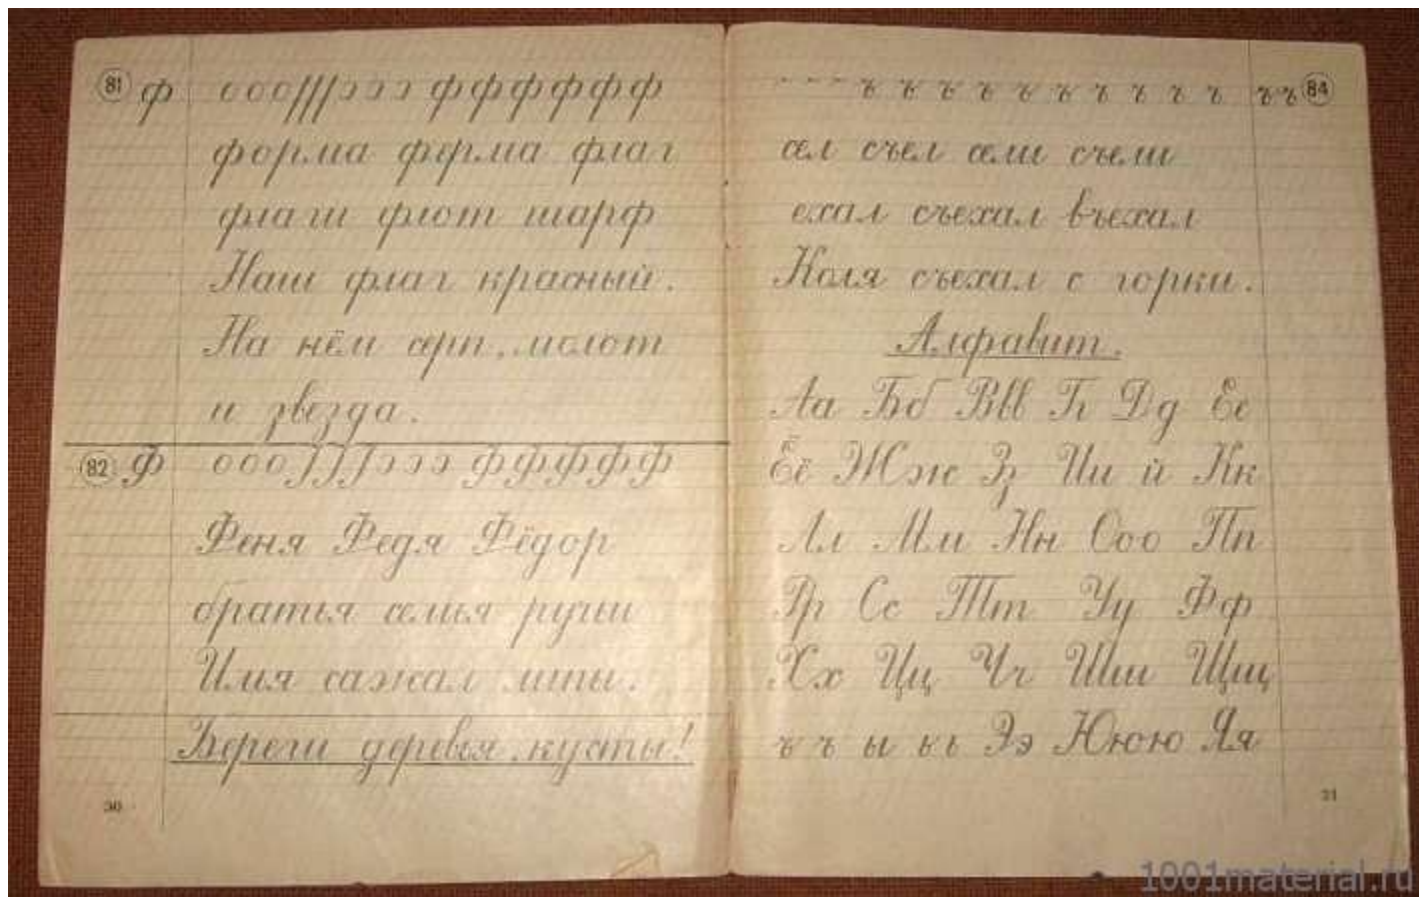 81 ф ооо///эээ фффффф
форма ферма флаг
флаги флот шарф
Наш флаг красный.
На нём серп, молот
и звезда.
82 Ф ооо эээ ФФФФФ
Феня Федя Фёдор
братья семья ручьи
Илья сажал липы.
Береги деревья, кусты!
30
ъ ъ ъ ъ ъ ъ ъ ъ ъ ъ ъъ 84
сел съел сели съели
ехал съехал въехал
Коля съехал с горки.
Алфавит.
Аа Бб Ввв Гг Дд Ее
Её Жж Зз Ии й Кк
Лл Мм Нн Ооо Пп
Рр Сс Тт Уу Фф
Хх Цц Чч Шш Щщ
ъ ъ ы ь ь Ээ Ююю Яя
31
1001material.ru